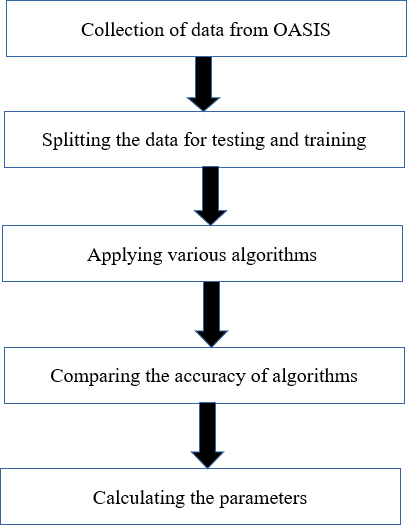 Collection of data from OASIS
Splitting the data for testing and training
Applying various algorithms
Comparing the accuracy of algorithms
Calculating the parameters